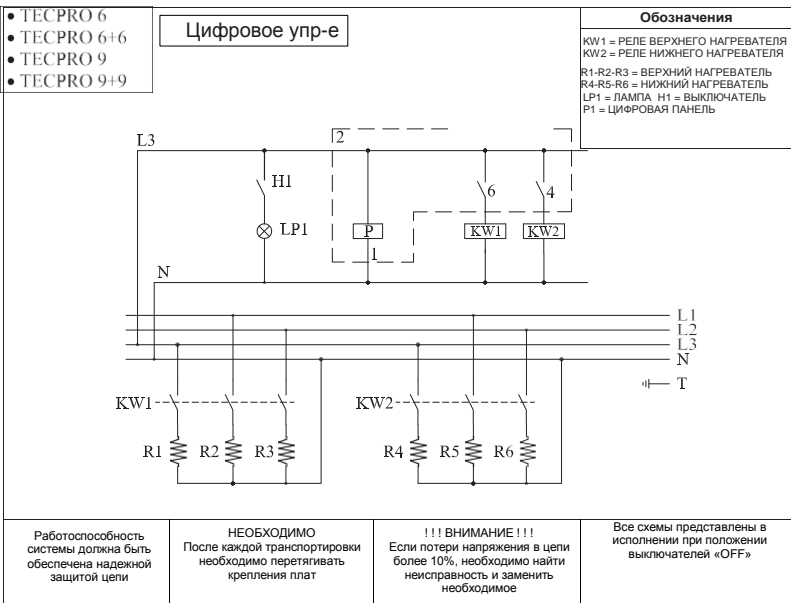 • TECPRO 6
• TECPRO 6+6
• TECPRO 9
• TECPRO 9+9
Цифровое упр-е
Обозначения
KW1 = РЕЛЕ ВЕРХНЕГО НАГРЕВАТЕЛЯ
KW2 = РЕЛЕ НИЖНЕГО НАГРЕВАТЕЛЯ
R1-R2-R3 = ВЕРХНИЙ НАГРЕВАТЕЛЬ
R4-R5-R6 = НИЖНИЙ НАГРЕВАТЕЛЬ
LP1 = ЛАМПА H1 = ВЫКЛЮЧАТЕЛЬ
P1 = ЦИФРОВАЯ ПАНЕЛЬ
L3
2
H1
6
4
LP1
P
KW1
KW2
1
N
L1
L2
L3
N
T
KW1
KW2
R1
R2
R3
R4
R5
R6
Работоспособность
системы должна быть
обеспечена надежной
защитой цепи
НЕОБХОДИМО
После каждой транспортировки
необходимо перетягивать
крепления плат
! ! ! ВНИМАНИЕ ! ! !
Если потери напряжения в цепи
более 10%, необходимо найти
неисправность и заменить
необходимое
Все схемы представлены в
исполнении при положении
выключателей «OFF»